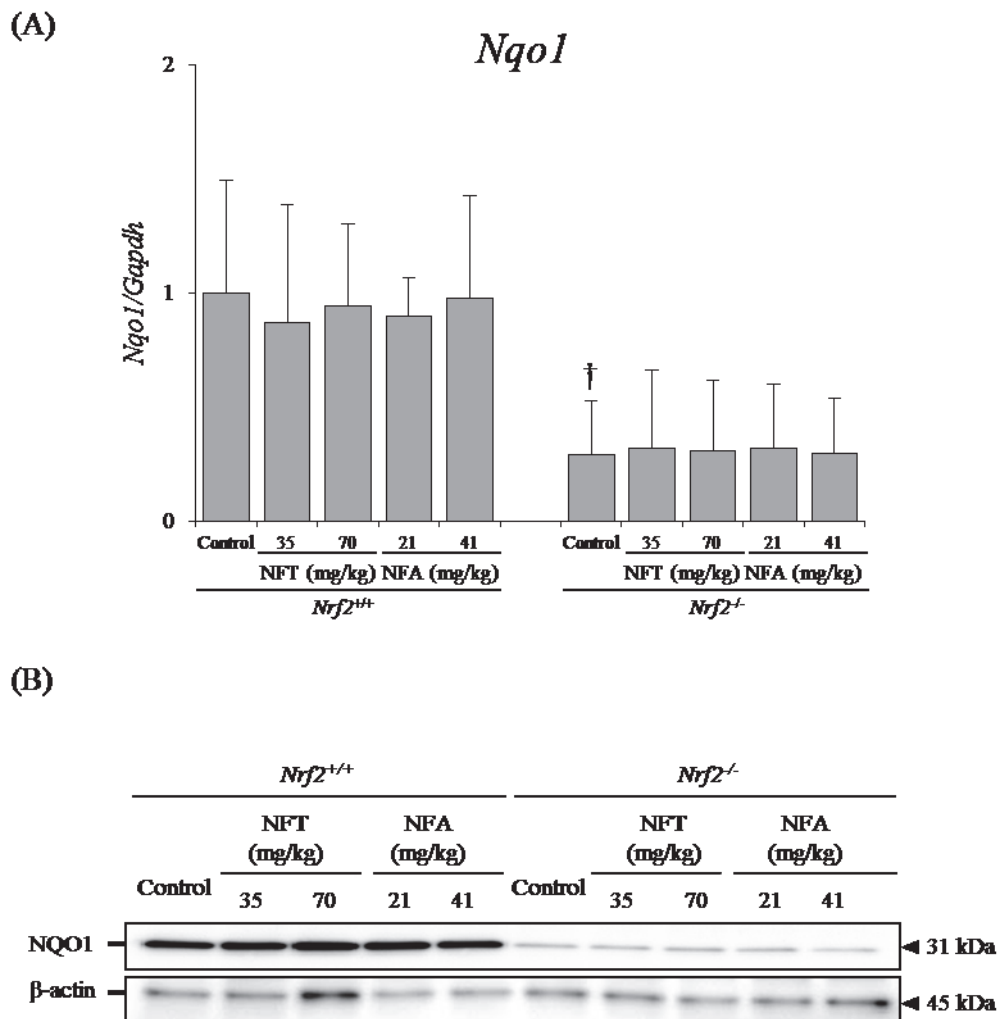 (A)
Nqo1
2
1
0
Nqo1/Gapdh
†
Control 35 70 21 41 Control 35 70 21 41
NFT (mg/kg) NFA (mg/kg) NFT (mg/kg) NFA (mg/kg)
Nrf2+/+ Nrf2-/-
(B)
Nrf2+/+ Nrf2-/-
NFT NFA NFT NFA
(mg/kg) (mg/kg) (mg/kg) (mg/kg)
Control 35 70 21 41 Control 35 70 21 41
NQO1 31 kDa
β-actin 45 kDa